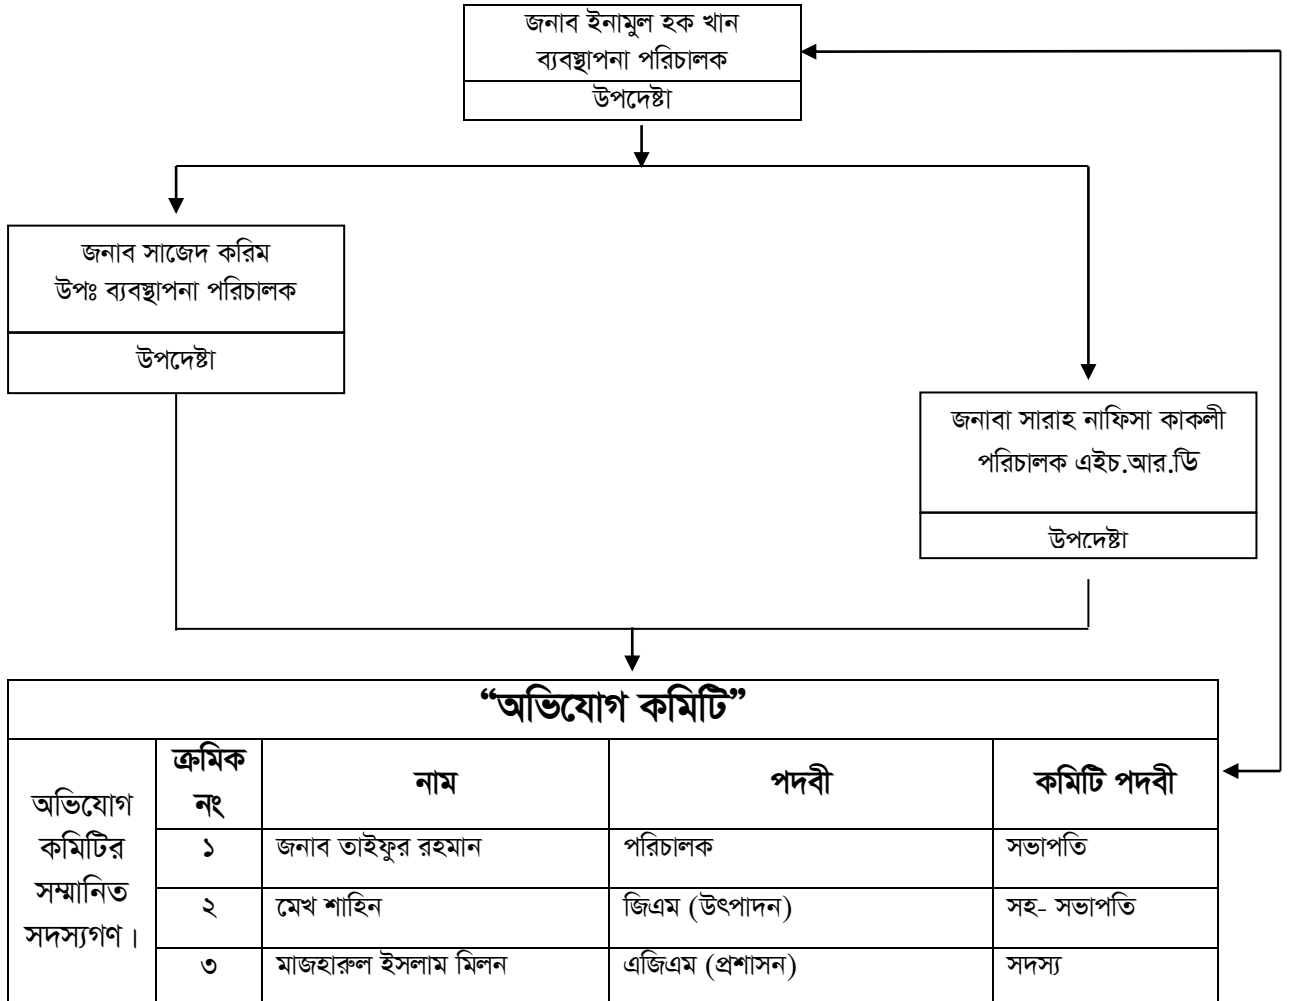 জনাব ইনামুল হক খান
ব্যবস্থাপনা পরিচালক
উপদেষ্টা
জনাব সাজেদ করিম
উপঃ ব্যবস্থাপনা পরিচালক
উপদেষ্টা
জনাবা সারাহ নাফিসা কাকলী
পরিচালক এইচ.আর.ডি
উপদেষ্টা
“অভিযোগ কমিটি”
অভিযোগ
কমিটির
সম্মানিত
সদস্যগণ।
ক্রমিক
নং
নাম
পদবী
কমিটি পদবী
১ জনাব তাইফুর রহমান পরিচালক সভাপতি
২ মেখ শাহিন জিএম (উৎপাদন) সহ- সভাপতি
৩ মাজহারুল ইসলাম মিলন এজিএম (প্রশাসন) সদস্য